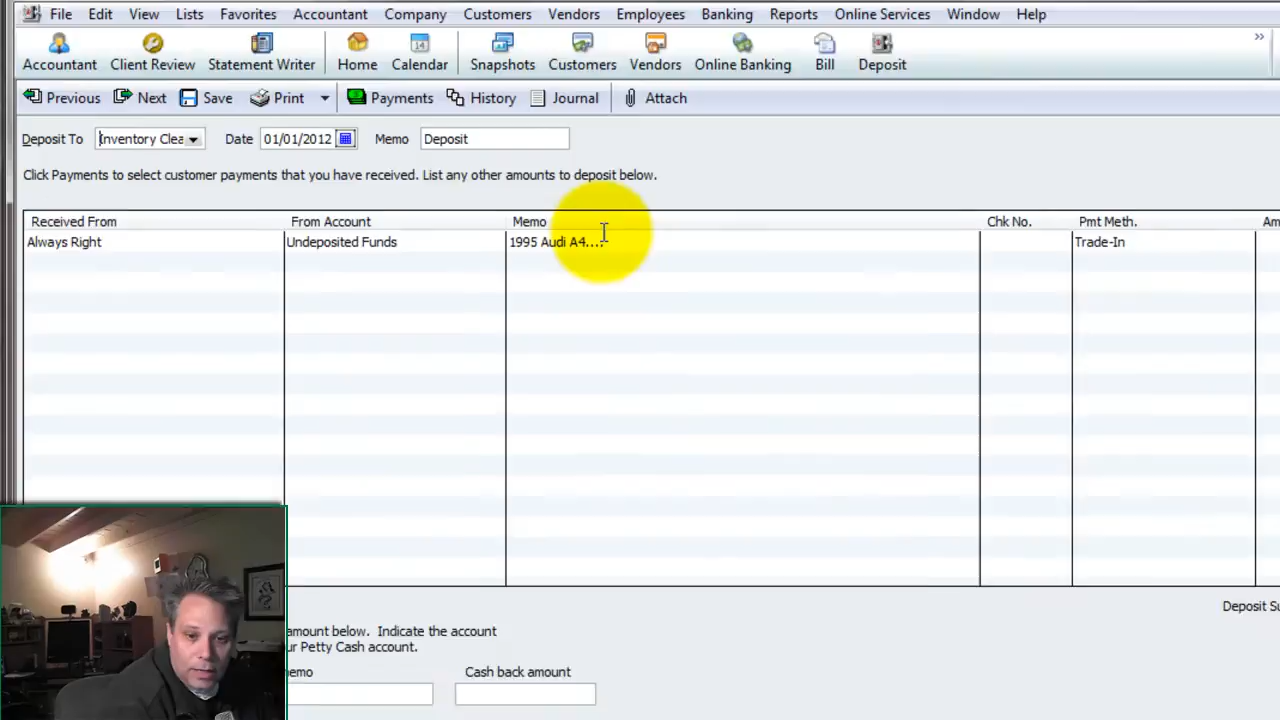 File Edit View Lists Favorites Accountant Company Customers Vendors Employees Banking Reports Online Services Window Help
Accountant Client Review Statement Writer Home Calendar Snapshots Customers Vendors Online Banking Bill Deposit
Previous Next Save Print Payments History Journal Attach
Deposit To Inventory Clea Date 01/01/2012 Memo Deposit
Click Payments to select customer payments that you have received. List any other amounts to deposit below.
Received From From Account Memo Chk No. Pmt Meth. Am
Always Right Undeposited Funds 1995 Audi A4.... Trade-In
Deposit Su
amount below. Indicate the account
ur Petty Cash account.
emo Cash back amount